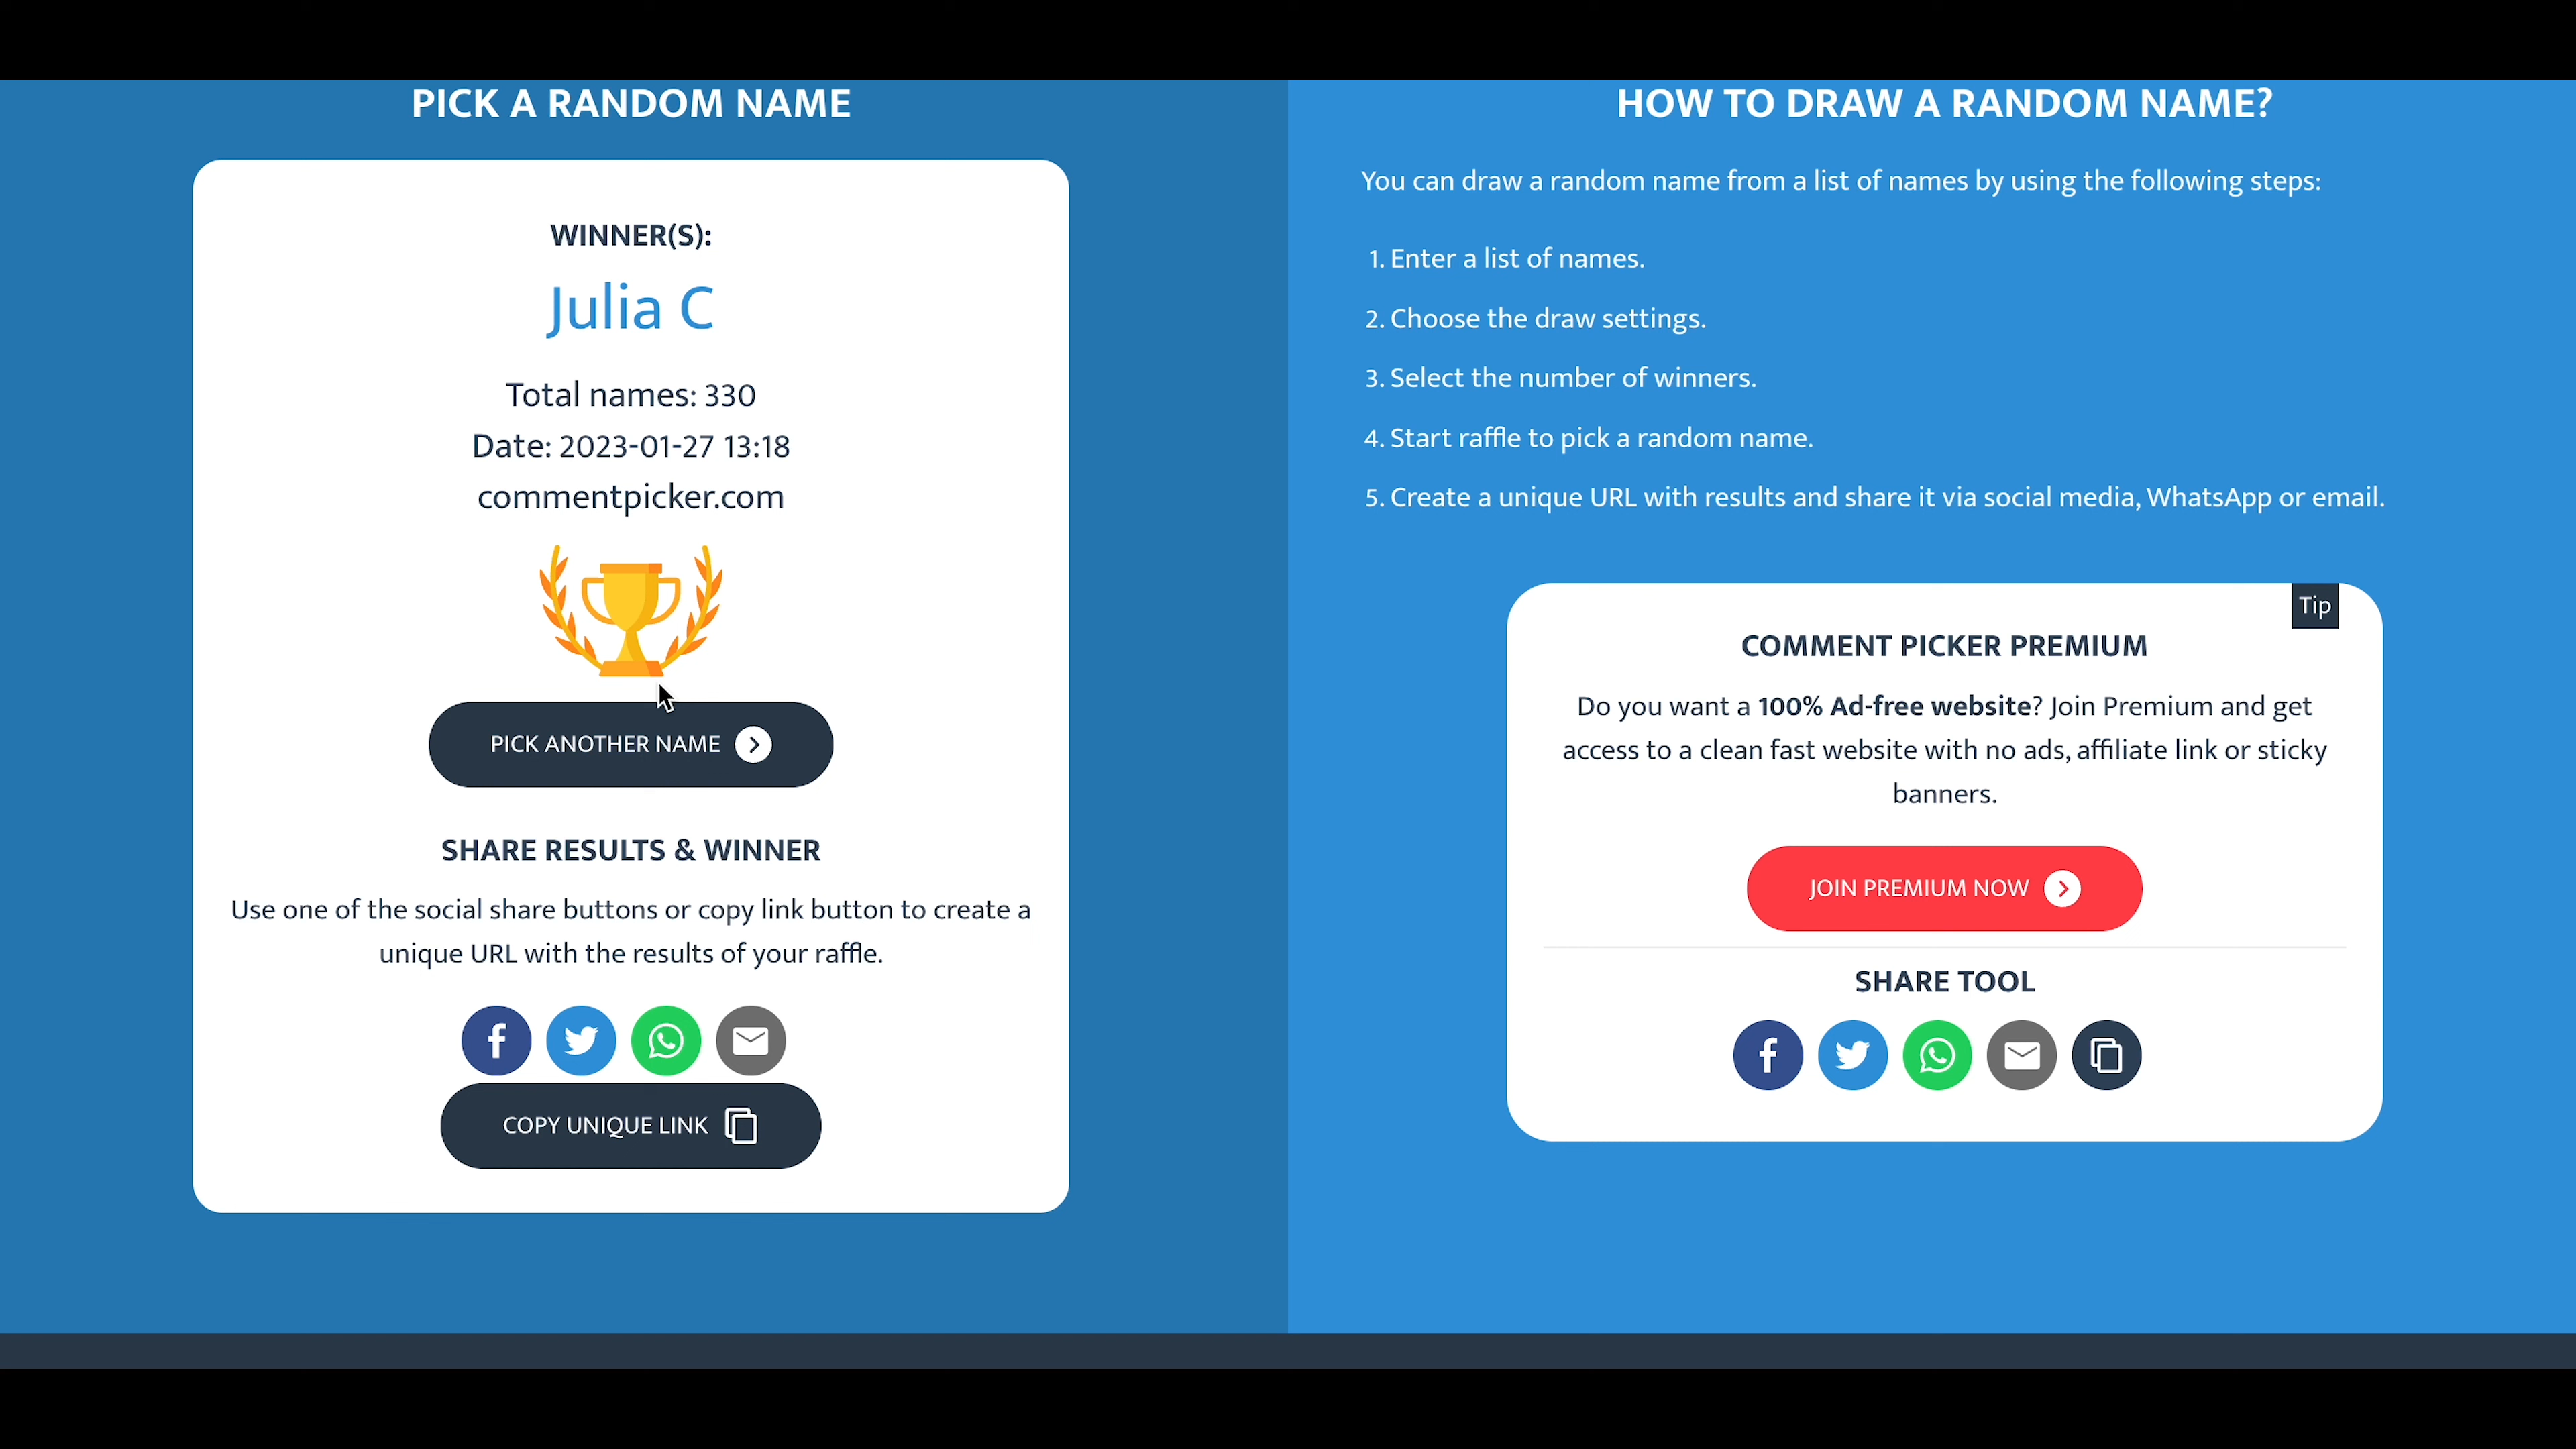 PICK A RANDOM NAME
WINNER(S):
Julia C
Total names: 330
Date: 2023-01-27 13:18
commentpicker.com
PICK ANOTHER NAME
SHARE RESULTS & WINNER
Use one of the social share buttons or copy link button to create a
unique URL with the results of your raffle.
COPY UNIQUE LINK
HOW TO DRAW A RANDOM NAME?
You can draw a random name from a list of names by using the following steps:
1. Enter a list of names.
2. Choose the draw settings.
3. Select the number of winners.
4. Start raffle to pick a random name.
5. Create a unique URL with results and share it via social media, WhatsApp or email.
Tip
COMMENT PICKER PREMIUM
Do you want a 100% Ad-free website? Join Premium and get
access to a clean fast website with no ads, affiliate link or sticky
banners.
JOIN PREMIUM NOW
SHARE TOOL